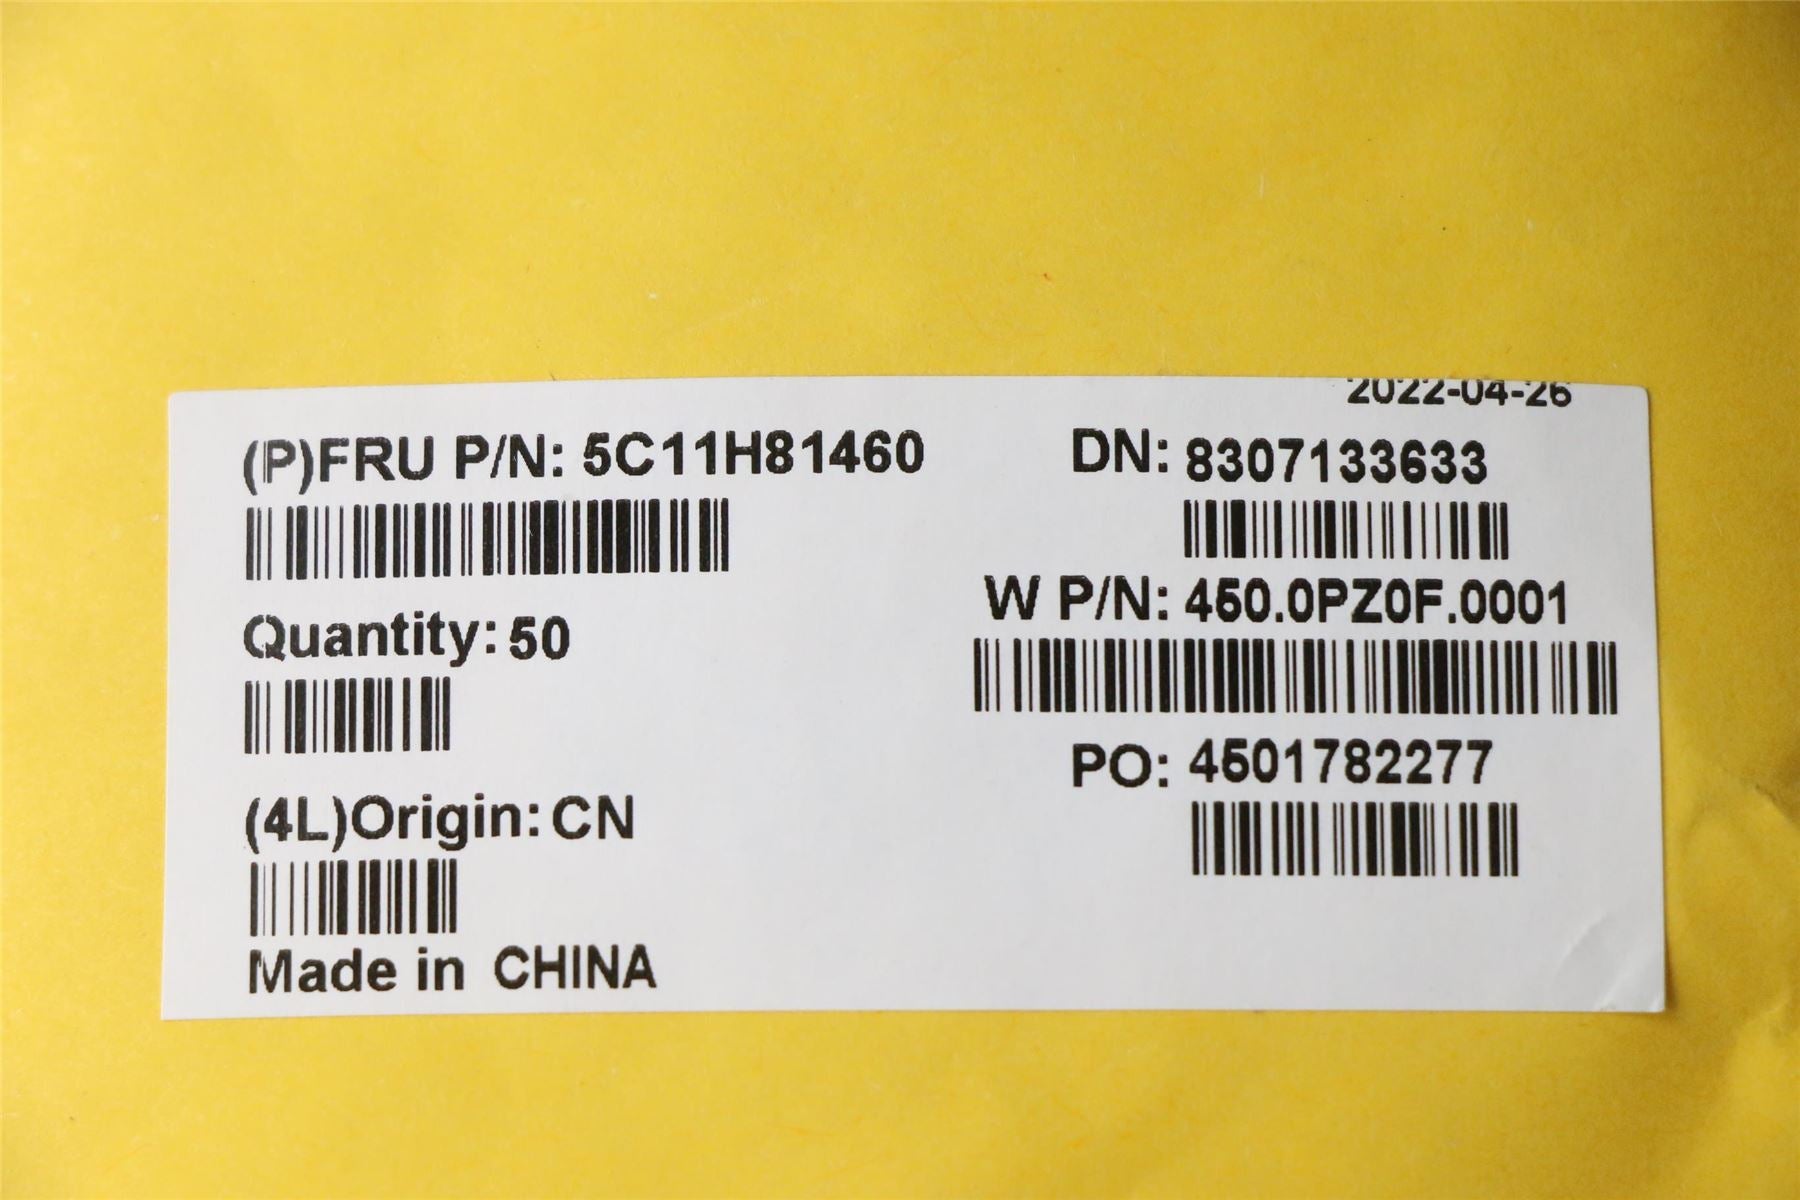 2022-04-26
(P)FRU P/N: 5C11H81460
DN: 8307133633
W P/N: 450.0PZ0F.0001
Quantity: 50
PO: 4501782277
(4L)Origin: CN
Made in CHINA